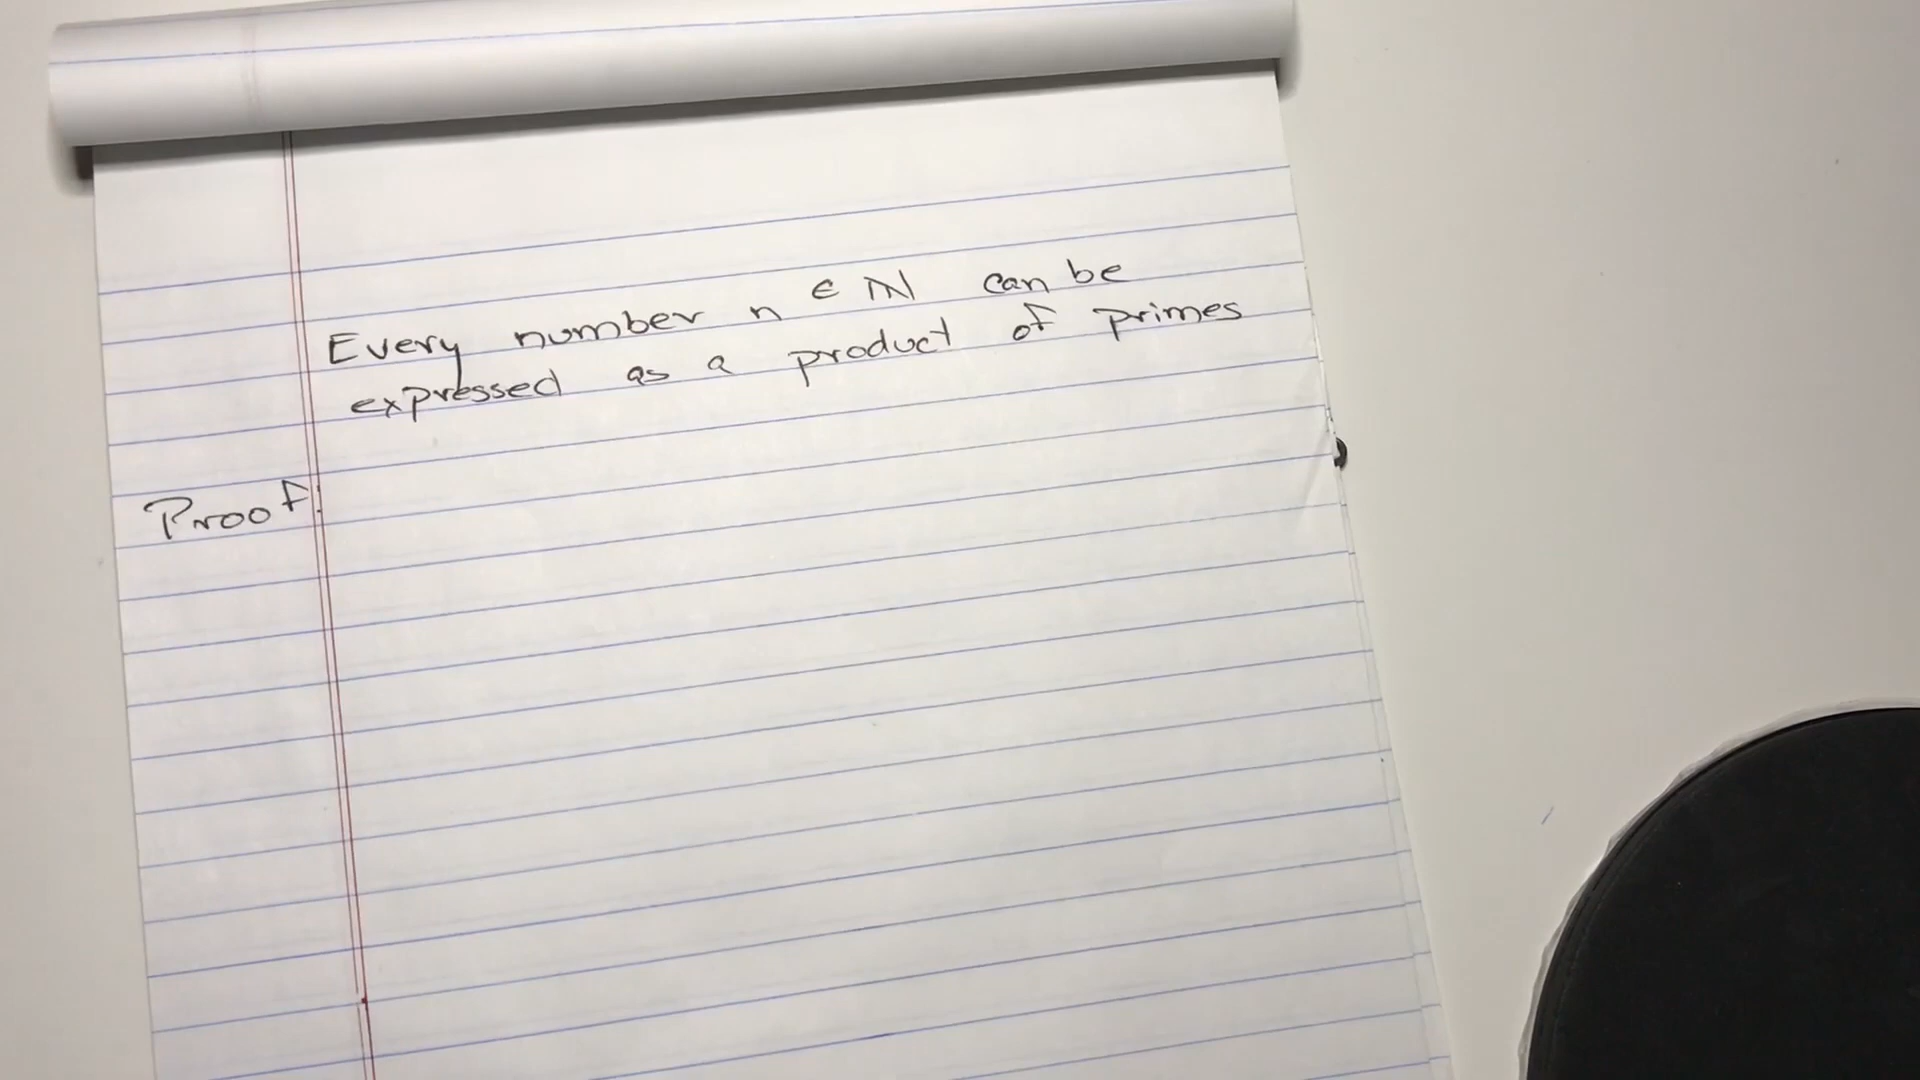 Every number n ∈ ℕ can be
expressed as a product of primes
Proof: